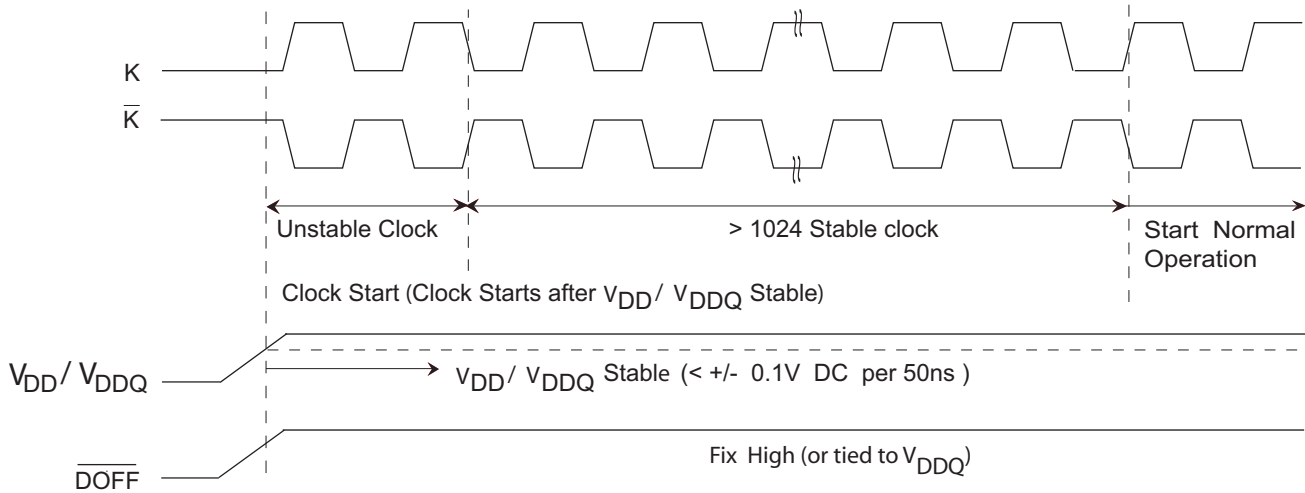 K
K
Unstable Clock
> 1024 Stable clock
Start Normal
Operation
Clock Start (Clock Starts after VDD / VDDQ Stable)
VDD / VDDQ
VDD / VDDQ Stable (< +/- 0.1V DC per 50ns )
Fix High (or tied to VDDQ)
DOFF